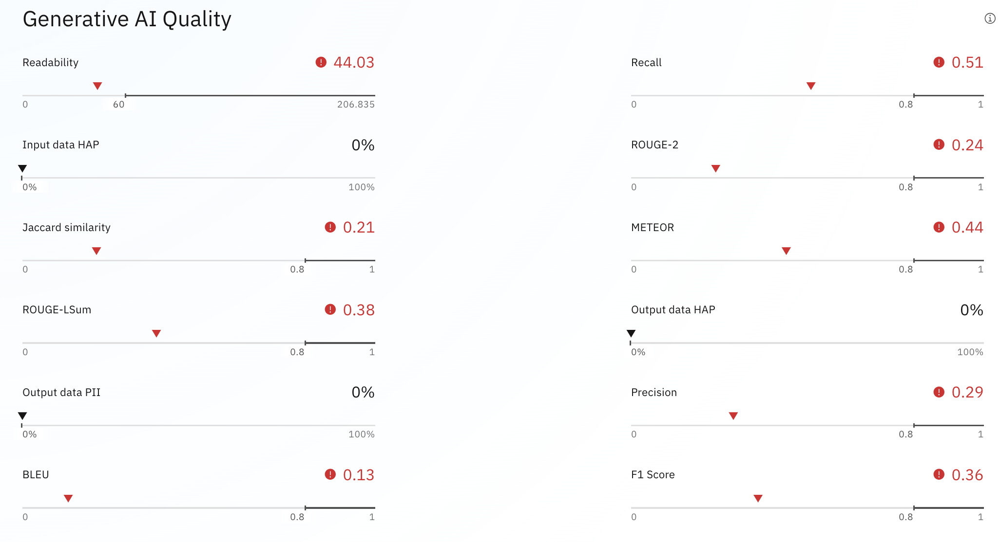 Generative AI Quality
Readability 44.03
0 60 206.835
Input data HAP 0%
0% 100%
Jaccard similarity 0.21
0 0.8 1
ROUGE-LSum 0.38
0 0.8 1
Output data PII 0%
0% 100%
BLEU 0.13
0 0.8 1
Recall 0.51
0 0.8 1
ROUGE-2 0.24
0 0.8 1
METEOR 0.44
0 0.8 1
Output data HAP 0%
0% 100%
Precision 0.29
0 0.8 1
F1 Score 0.36
0 0.8 1